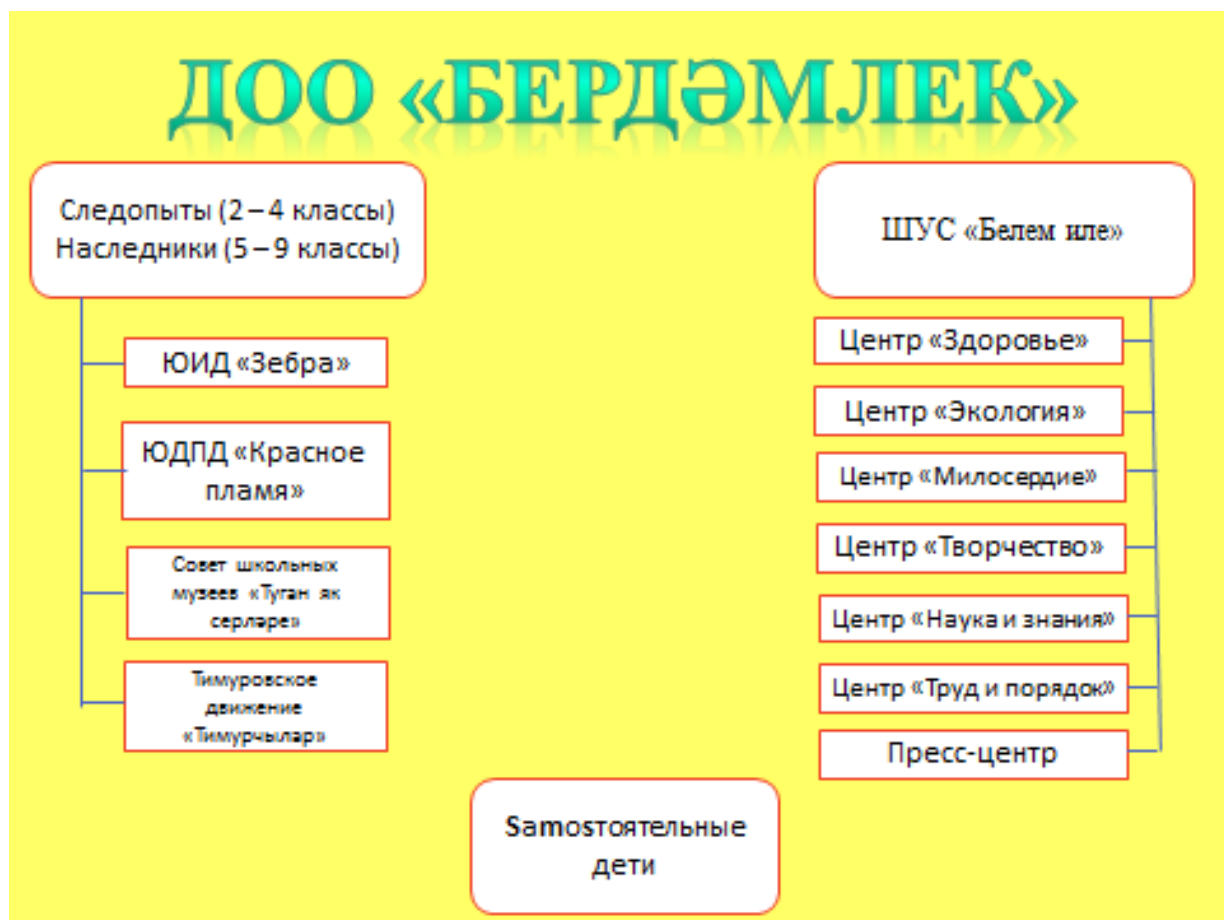 ДОО «БЕРДӘМЛЕК»
Следопыты (2 – 4 классы)
Наследники (5 – 9 классы)
ЮИД «Зебра»
ЮДПД «Красное
пламя»
Совет школьных
музеев «Туган як
серләре»
Тимуровское
движение
«Тимурчылар»
ШУС «Белем иле»
Центр «Здоровье»
Центр «Экология»
Центр «Милосердие»
Центр «Творчество»
Центр «Наука и знания»
Центр «Труд и порядок»
Пресс-центр
Samosтоятельные
дети